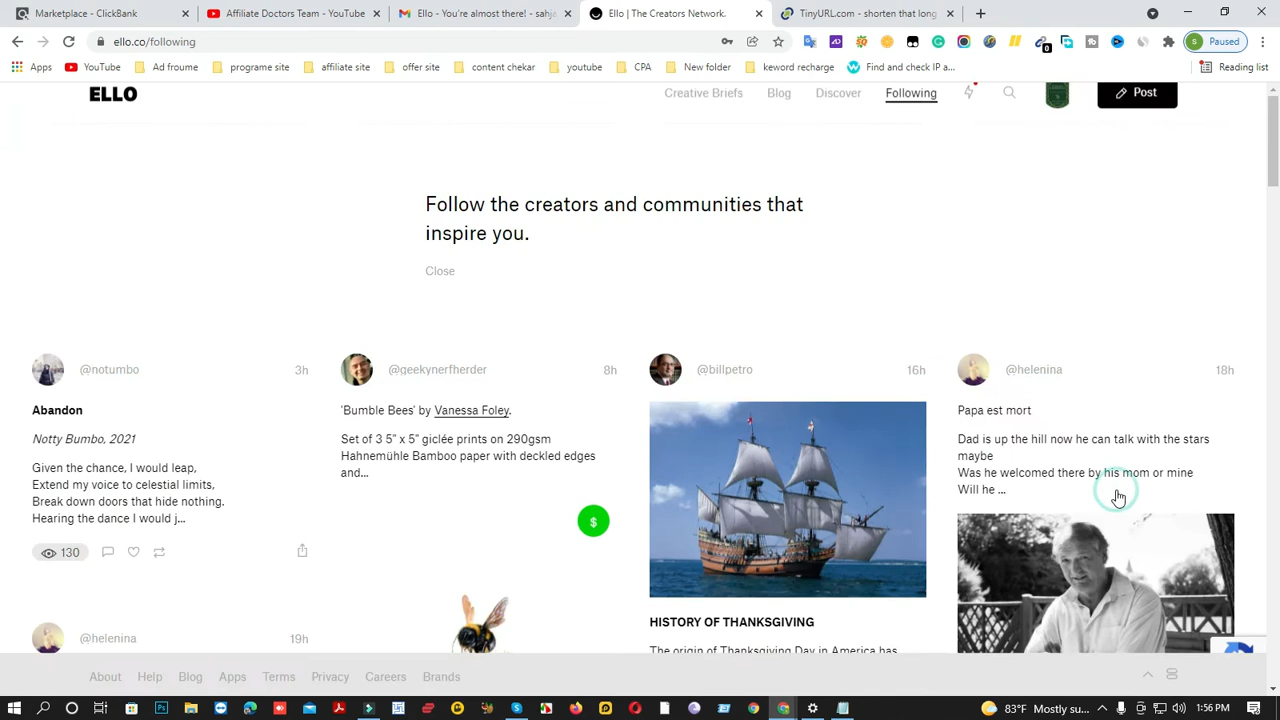 Marketplace - ClickBank
Affiliate Doctors Team - YouTube
Ello - You're almost there! - sahja
Ello | The Creators Network.
TinyURL.com - shorten that long
ello.co/following
Paused
Apps
YouTube
Ad froume
programe site
affiliate site
offer site
content chekar
youtube
CPA
New folder
keword recharge
Find and check IP a...
Reading list
ELLO
Creative Briefs
Blog
Discover
Following
Post
Follow the creators and communities that
inspire you.
Close
@notumbo
3h
Abandon
Notty Bumbo, 2021
Given the chance, I would leap,
Extend my voice to celestial limits,
Break down doors that hide nothing.
Hearing the dance I would j...
130
@helenina
19h
@geekynerfherder
8h
'Bumble Bees' by Vanessa Foley.
Set of 3 5” x 5” giclée prints on 290gsm
Hahnemühle Bamboo paper with deckled edges
and...
$
@billpetro
16h
HISTORY OF THANKSGIVING
The origin of Thanksgiving Day in America has
@helenina
18h
Papa est mort
Dad is up the hill now he can talk with the stars
maybe
Was he welcomed there by his mom or mine
Will he ...
About
Help
Blog
Apps
Terms
Privacy
Careers
Brands
83°F Mostly su...
1:56 PM